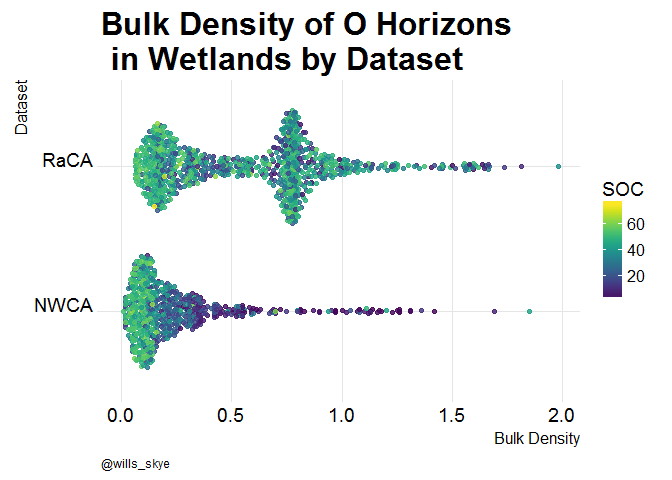 Bulk Density of O Horizons
in Wetlands by Dataset
Dataset
RaCA
NWCA
SOC
60
40
20
0.0 0.5 1.0 1.5 2.0
Bulk Density
@wills_skye